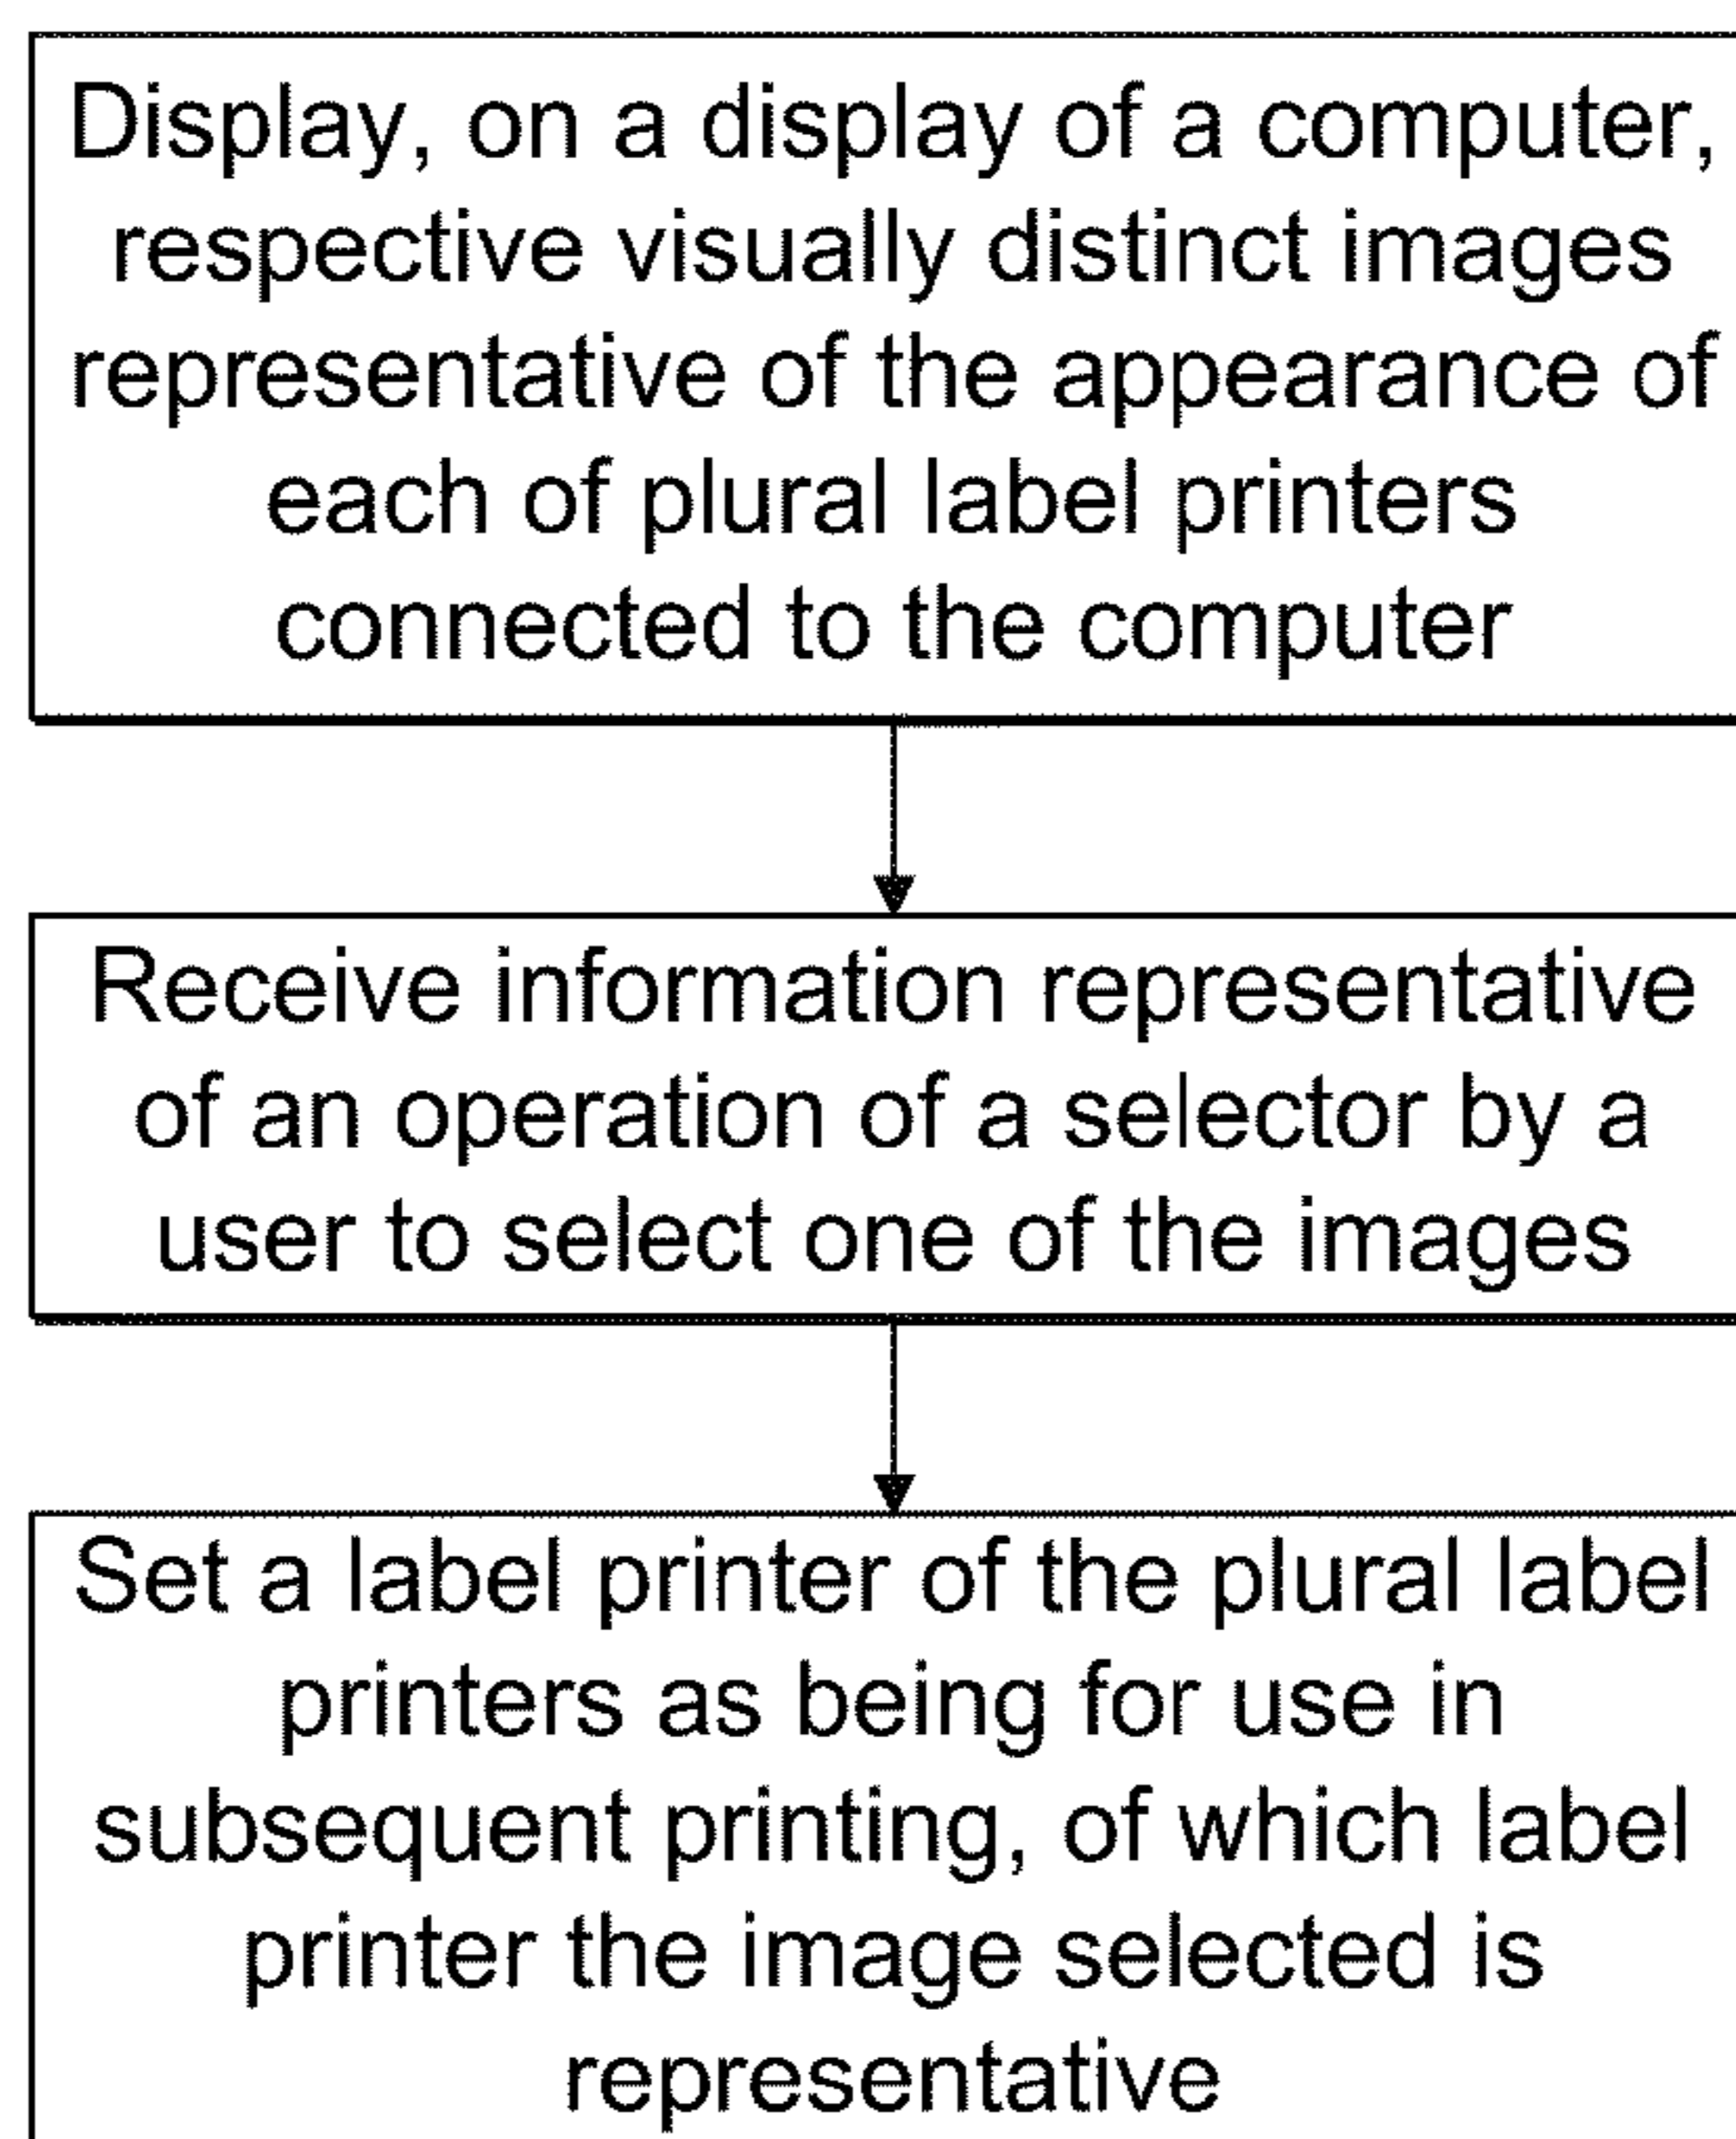 Display, on a display of a computer,
respective visually distinct images
representative of the appearance of
each of plural label printers
connected to the computer
Receive information representative
of an operation of a selector by a
user to select one of the images
Set a label printer of the plural label
printers as being for use in
subsequent printing, of which label
printer the image selected is
representative